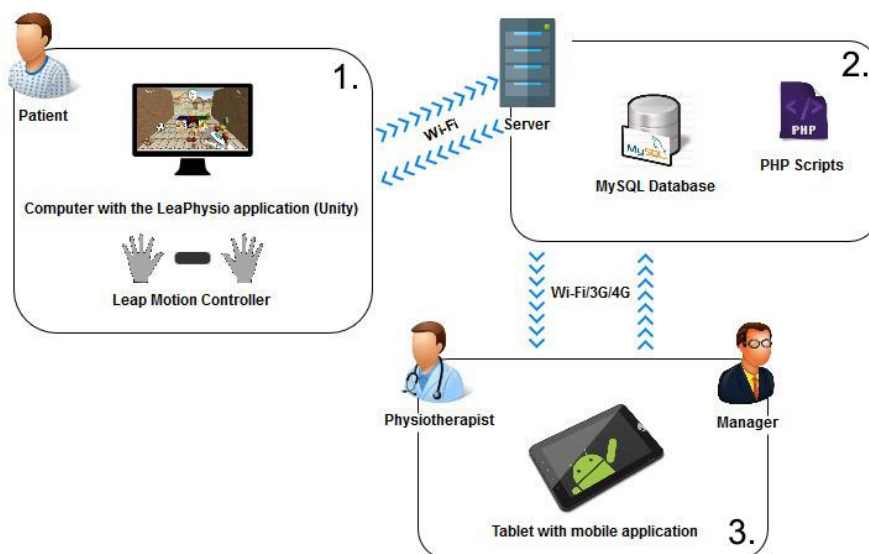 1.
Patient
Computer with the LeaPhysio application (Unity)
Leap Motion Controller
Wi-Fi
2.
Server
MySQL
MySQL Database
</>
PHP
PHP Scripts
Wi-Fi/3G/4G
Physiotherapist
Manager
Tablet with mobile application
3.